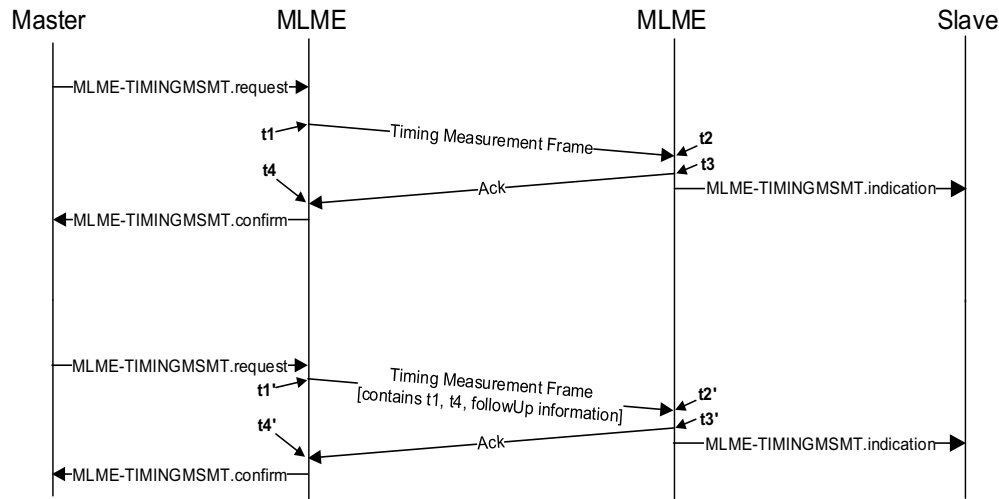 Master MLME MLME Slave
MLME-TIMINGMSMT.request
t1 Timing Measurement Frame t2
t4 Ack t3
MLME-TIMINGMSMT.indication
MLME-TIMINGMSMT.confirm
MLME-TIMINGMSMT.request
t1' Timing Measurement Frame
[contains t1, t4, followUp information] t2'
t4' Ack t3'
MLME-TIMINGMSMT.indication
MLME-TIMINGMSMT.confirm